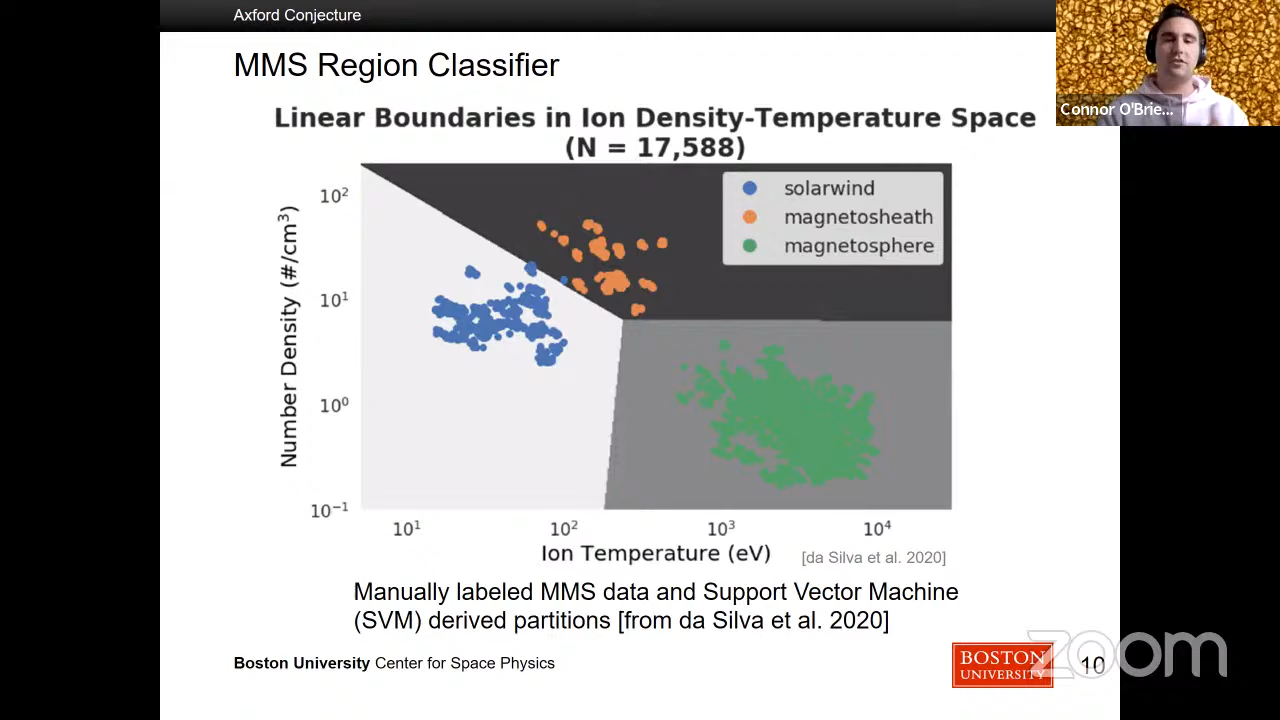 Axford Conjecture
MMS Region Classifier
Connor O'Brie...
Linear Boundaries in Ion Density-Temperature Space
(N = 17,588)
solarwind
magnetosheath
magnetosphere
Number Density (#/cm³)
10²
10¹
10⁰
10⁻¹
10¹
10²
10³
10⁴
Ion Temperature (eV)
[da Silva et al. 2020]
Manually labeled MMS data and Support Vector Machine
(SVM) derived partitions [from da Silva et al. 2020]
Boston University Center for Space Physics
BOSTON
UNIVERSITY
10
zoom